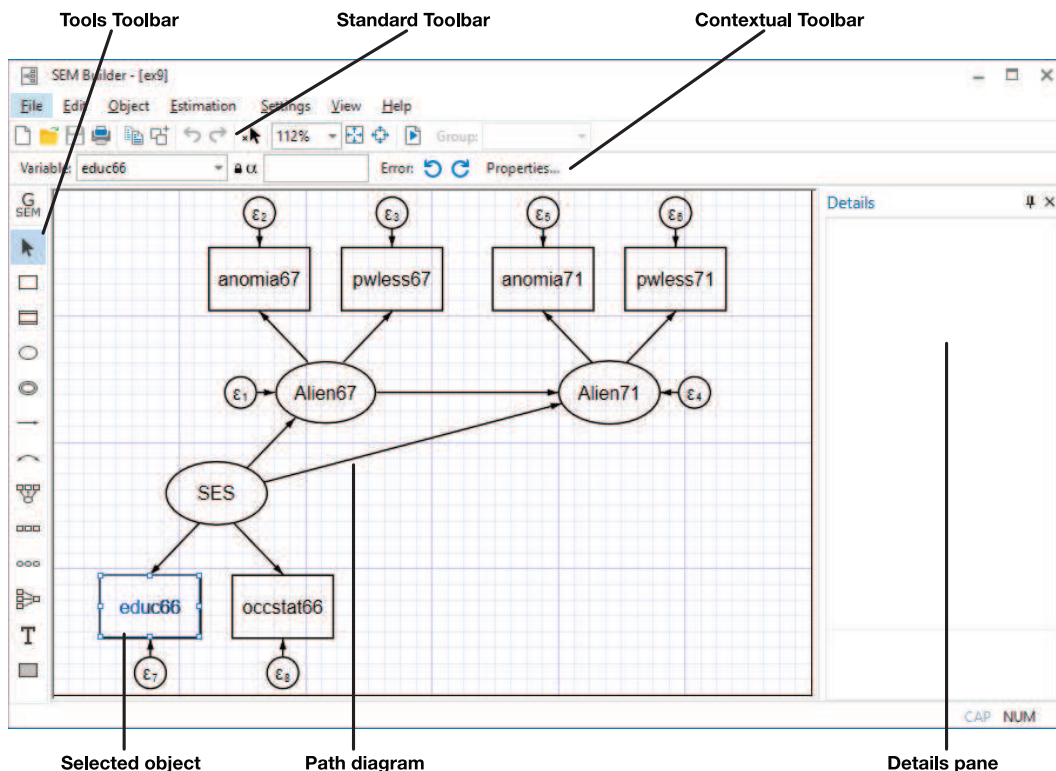 Tools Toolbar Standard Toolbar Contextual Toolbar
SEM Builder - [ex9]
File Edit Object Estimation Settings View Help
112% Group:
Variable: educ66 α Error: Properties...
G SEM
Details
ε2 ε3 ε5 ε6
anomia67 pwless67 anomia71 pwless71
ε1 Alien67 Alien71 ε4
SES
educ66 occstat66
T
ε7 ε8
CAP NUM
Selected object Path diagram Details pane